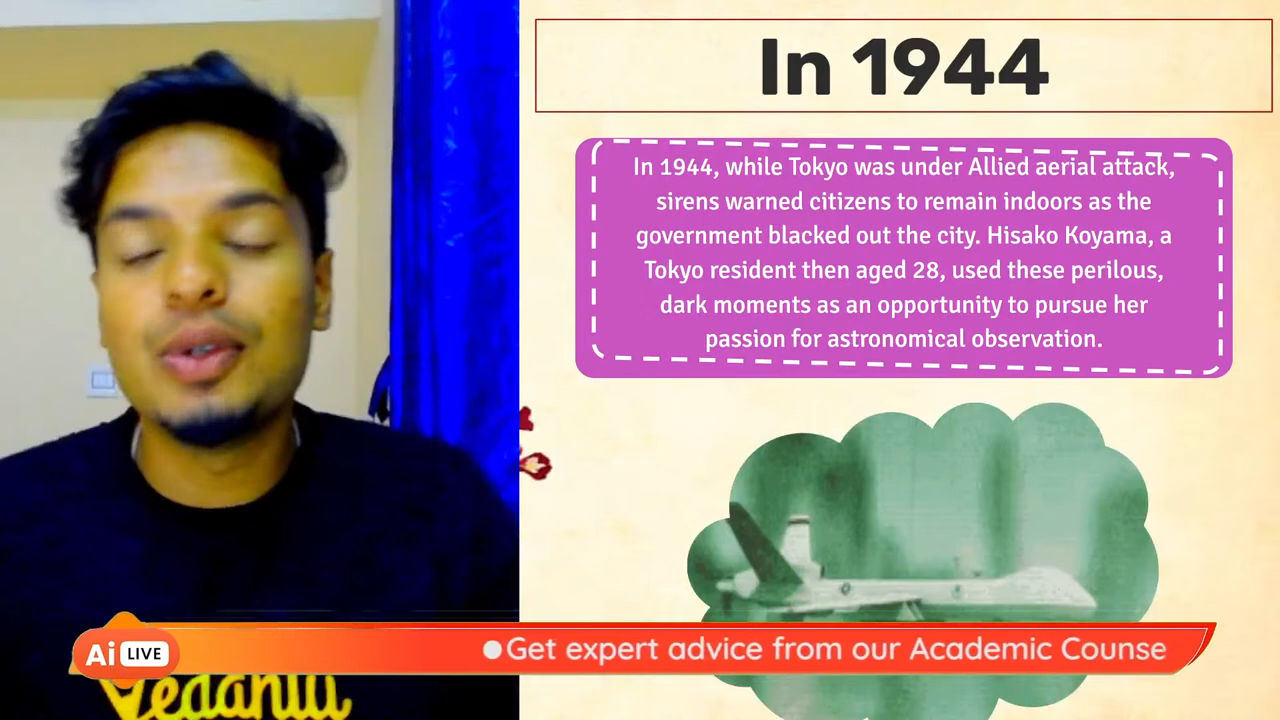 In 1944
In 1944, while Tokyo was under Allied aerial attack,
sirens warned citizens to remain indoors as the
government blacked out the city. Hisako Koyama, a
Tokyo resident then aged 28, used these perilous,
dark moments as an opportunity to pursue her
passion for astronomical observation.
Ai LIVE
Get expert advice from our Academic Counse
Vedantu